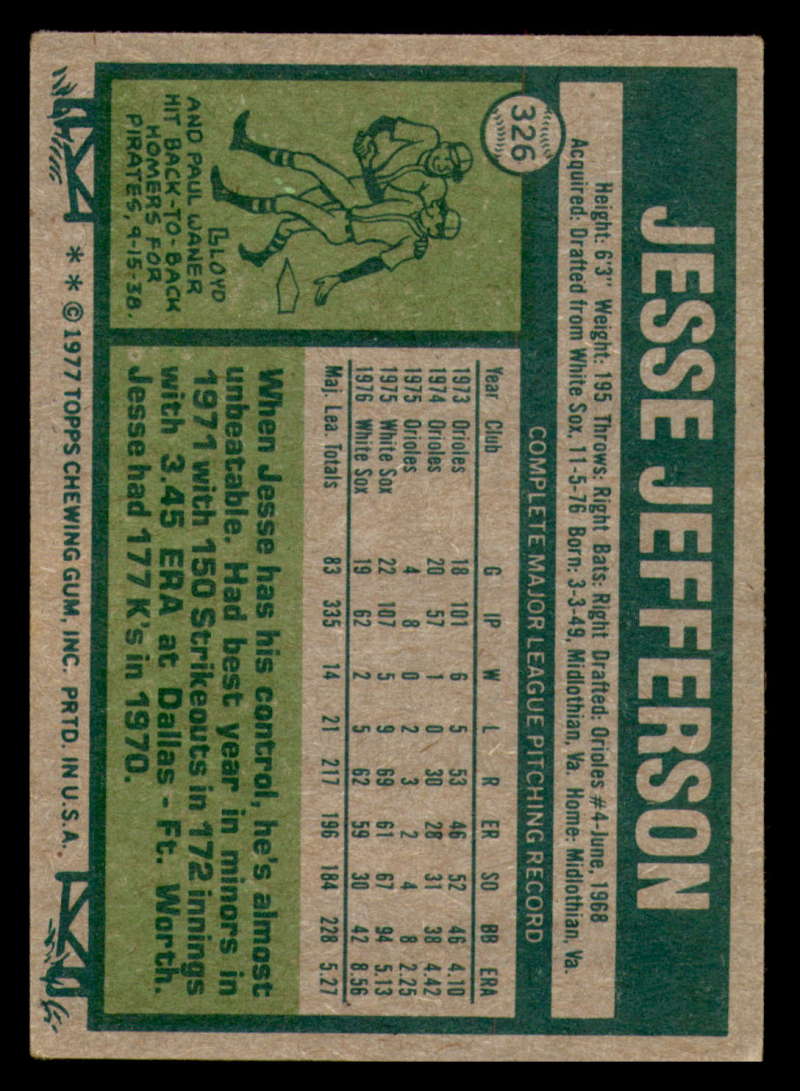 JESSE JEFFERSON
326
Height: 6'3" Weight: 195 Throws: Right Bats: Right Drafted: Orioles #4-June, 1968
Acquired: Drafted from White Sox, 11-5-76 Born: 3-3-49, Midlothian, Va. Home: Midlothian, Va.
COMPLETE MAJOR LEAGUE PITCHING RECORD
Year Club G IP W L R ER SO BB ERA
1973 Orioles 18 101 6 5 53 46 52 46 4.10
1974 Orioles 20 57 1 0 30 28 31 38 4.42
1975 Orioles 4 8 0 2 3 2 4 8 2.25
1975 White Sox 22 107 5 9 69 61 67 94 5.13
1976 White Sox 19 62 2 5 62 59 30 42 8.56
Maj. Lea. Totals 83 335 14 21 217 196 184 228 5.27
LLOYD
AND PAUL WANER
HIT BACK-TO-BACK
HOMERS FOR
PIRATES, 9-15-38.
When Jesse has his control, he's almost
unbeatable. Had best year in minors in
1971 with 150 Strikeouts in 172 innings
with 3.45 ERA at Dallas - Ft. Worth.
Jesse had 177 K's in 1970.
* * © 1977 TOPPS CHEWING GUM, INC. PRTD. IN U.S.A.